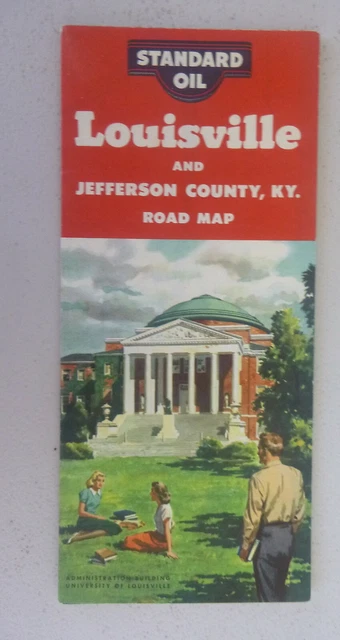 STANDARD
OIL
Louisville
AND
JEFFERSON COUNTY, KY.
ROAD MAP
ADMINISTRATION BUILDING
UNIVERSITY OF LOUISVILLE